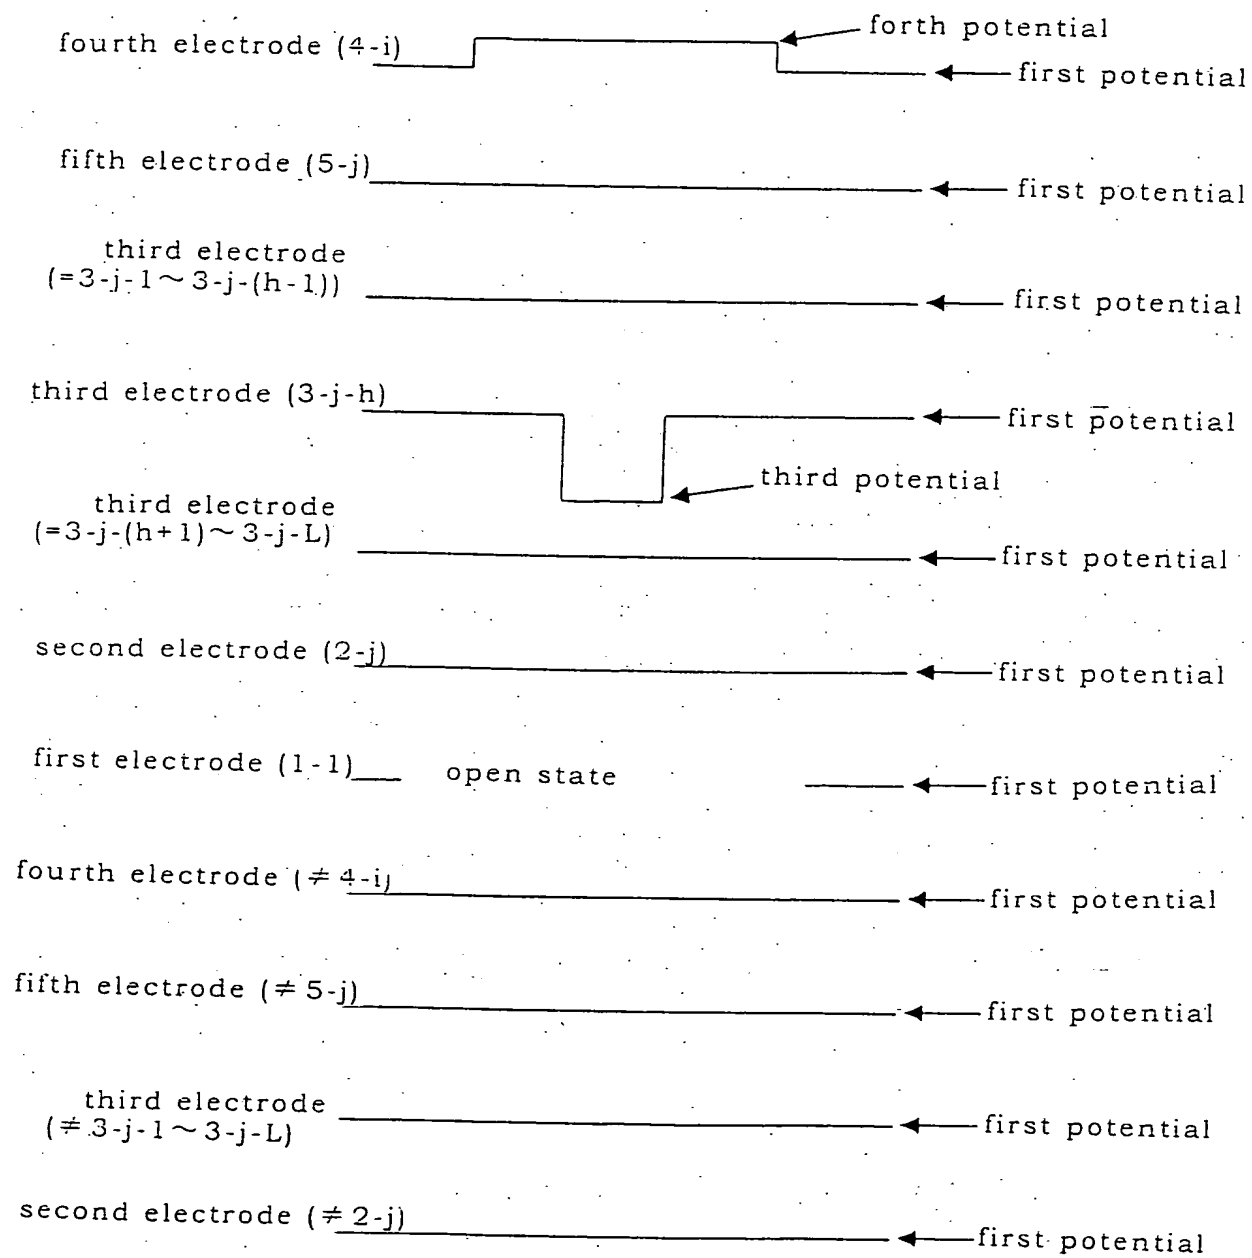 fourth electrode (4-i)
forth potential
first potential
fifth electrode (5-j)
first potential
third electrode
(=3-j-1~3-j-(h-1))
first potential
third electrode (3-j-h)
first potential
third potential
third electrode
(=3-j-(h+1)~3-j-L)
first potential
second electrode (2-j)
first potential
first electrode (1-1)
open state
first potential
fourth electrode (≠4-i)
first potential
fifth electrode (≠5-j)
first potential
third electrode
(≠3-j-1~3-j-L)
first potential
second electrode (≠2-j)
first potential